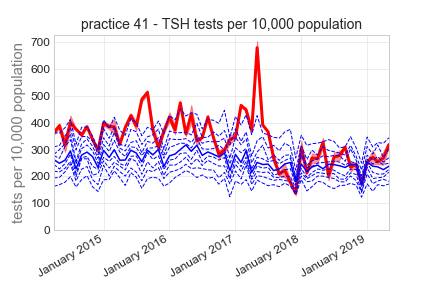 practice 41 - TSH tests per 10,000 population
tests per 10,000 population
700
600
500
400
300
200
100
0
January 2015
January 2016
January 2017
January 2018
January 2019